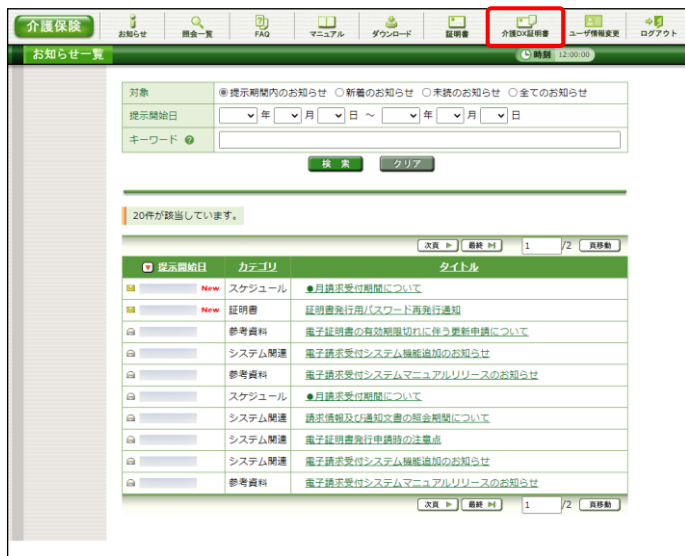 介護保険
お知らせ 照会一覧 FAQ マニュアル ダウンロード 証明書 介護DX証明書 ユーザ情報変更 ログアウト
お知らせ一覧 時刻 12:00:00
対象 提示期間内のお知らせ 新着のお知らせ 未読のお知らせ 全てのお知らせ
提示開始日 年 月 日 ～ 年 月 日
キーワード ?
検 索 クリア
20件が該当しています。
次頁 最終 1 /2 頁移動
提示開始日 カテゴリ タイトル
New スケジュール ●月請求受付期間について
New 証明書 証明書発行用パスワード再発行通知
参考資料 電子証明書の有効期限切れに伴う更新申請について
システム関連 電子請求受付システム機能追加のお知らせ
参考資料 電子請求受付システムマニュアルリリースのお知らせ
スケジュール ●月請求受付期間について
システム関連 請求情報及び通知文書の照会期間について
システム関連 電子証明書発行申請時の注意点
システム関連 電子請求受付システム機能追加のお知らせ
参考資料 電子請求受付システムマニュアルリリースのお知らせ
次頁 最終 1 /2 頁移動